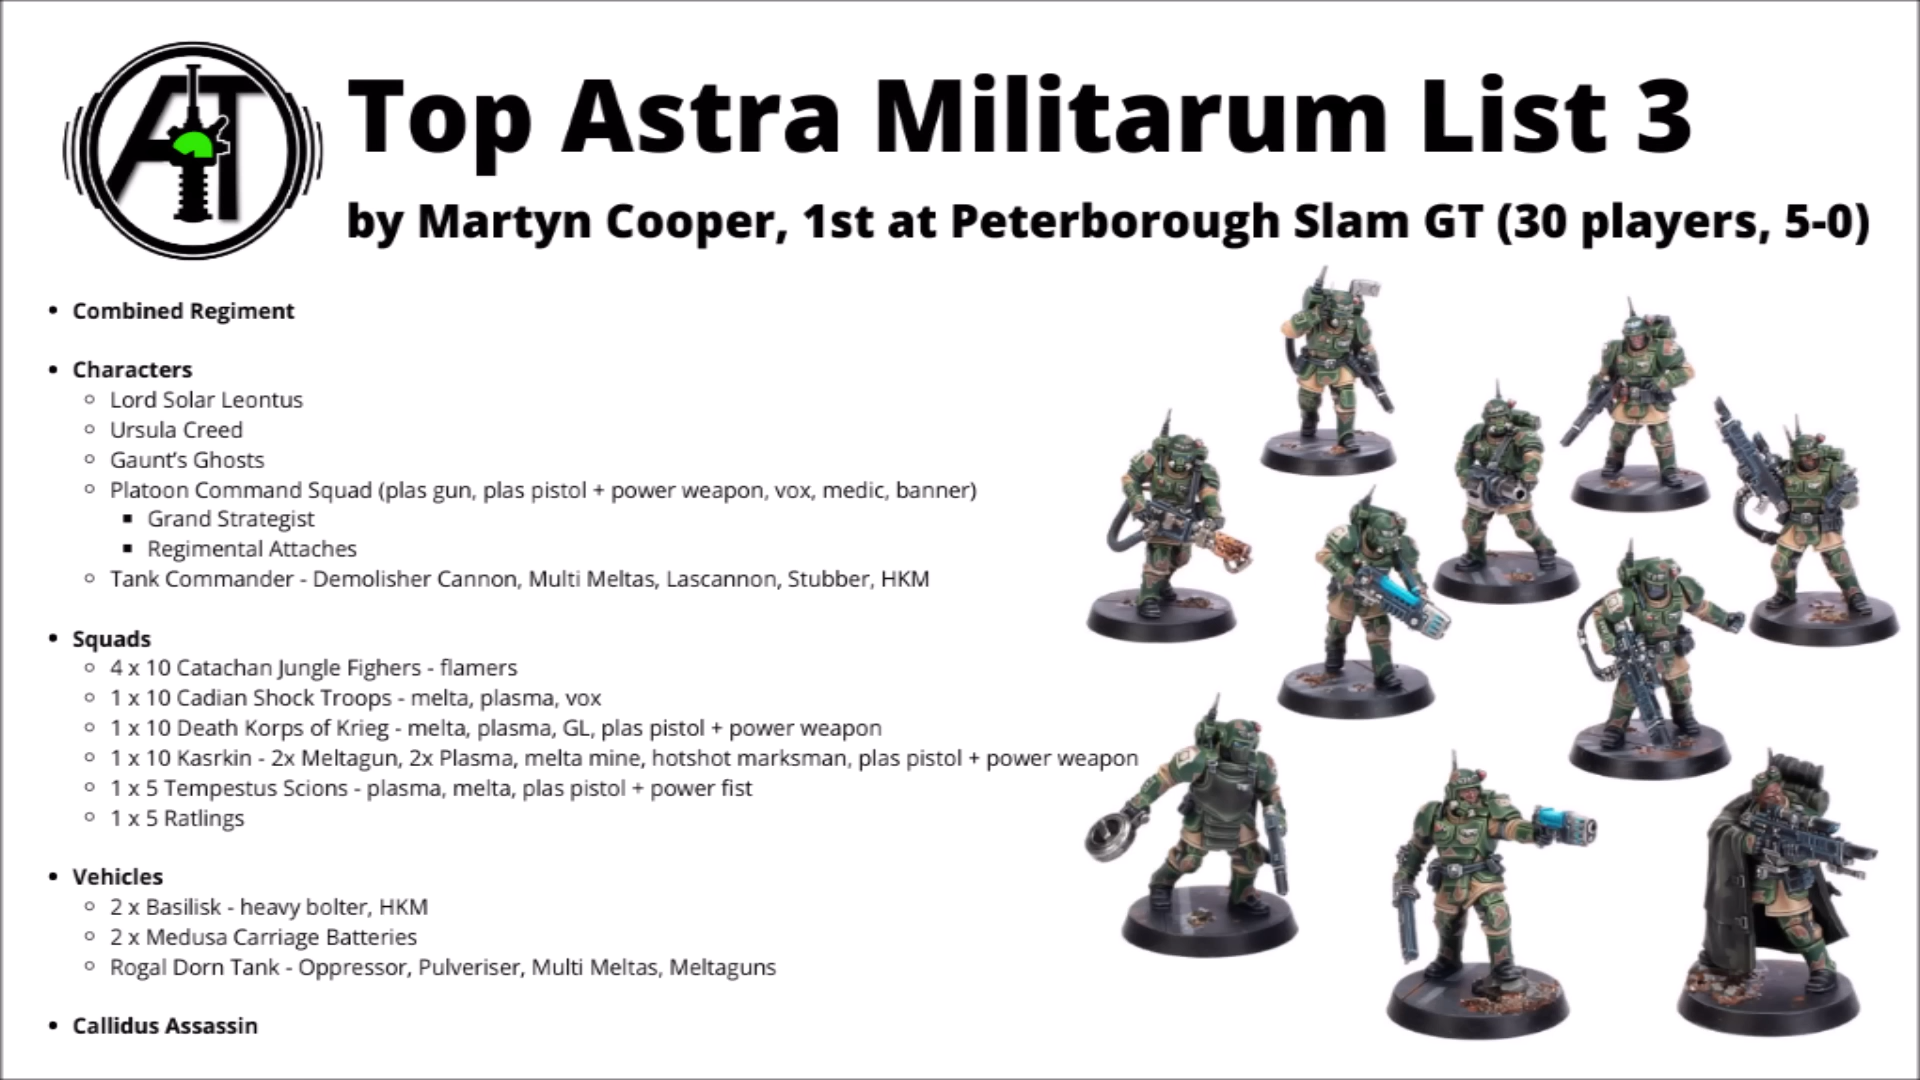 AT
Top Astra Militarum List 3
by Martyn Cooper, 1st at Peterborough Slam GT (30 players, 5-0)
• Combined Regiment
• Characters
○ Lord Solar Leontus
○ Ursula Creed
○ Gaunt's Ghosts
○ Platoon Command Squad (plas gun, plas pistol + power weapon, vox, medic, banner)
▪ Grand Strategist
▪ Regimental Attaches
○ Tank Commander - Demolisher Cannon, Multi Meltas, Lascannon, Stubber, HKM
• Squads
○ 4 x 10 Catachan Jungle Fighers - flamers
○ 1 x 10 Cadian Shock Troops - melta, plasma, vox
○ 1 x 10 Death Korps of Krieg - melta, plasma, GL, plas pistol + power weapon
○ 1 x 10 Kasrkin - 2x Meltagun, 2x Plasma, melta mine, hotshot marksman, plas pistol + power weapon
○ 1 x 5 Tempestus Scions - plasma, melta, plas pistol + power fist
○ 1 x 5 Ratlings
• Vehicles
○ 2 x Basilisk - heavy bolter, HKM
○ 2 x Medusa Carriage Batteries
○ Rogal Dorn Tank - Oppressor, Pulveriser, Multi Meltas, Meltaguns
• Callidus Assassin